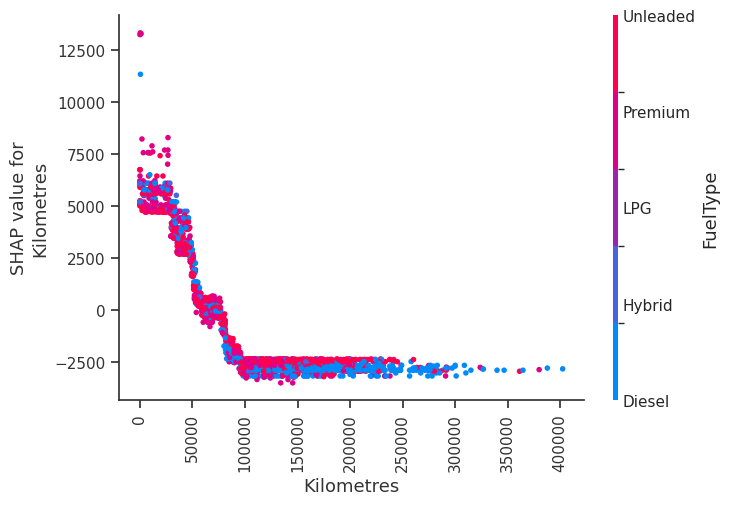 12500
10000
7500
5000
2500
0
−2500
SHAP value for
Kilometres
0
50000
100000
150000
200000
250000
300000
350000
400000
Kilometres
Unleaded
Premium
LPG
Hybrid
Diesel
FuelType